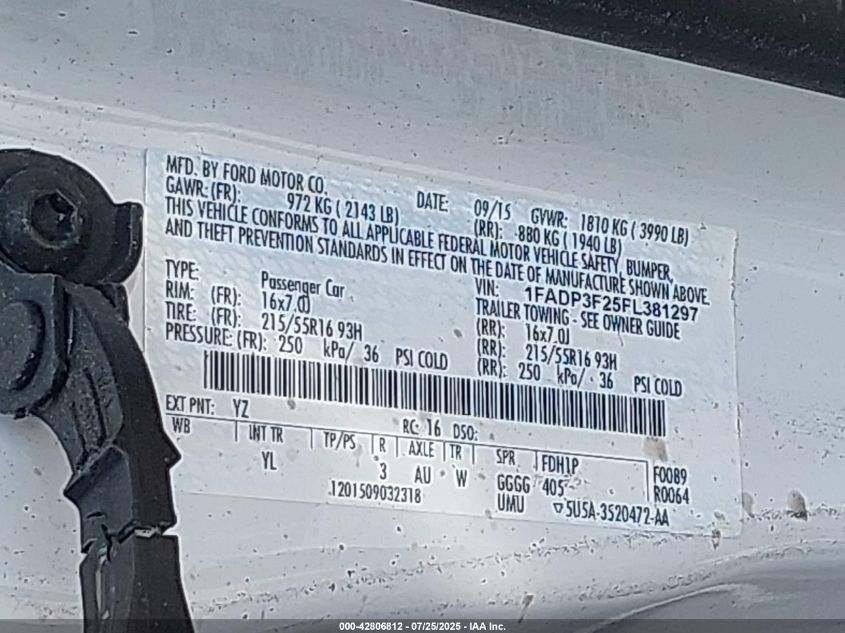 MFD. BY FORD MOTOR CO.
DATE: 09/15 GVWR: 1810 KG ( 3990 LB)
GAWR: (FR): 972 KG ( 2143 LB) (RR): 880 KG ( 1940 LB)
THIS VEHICLE CONFORMS TO ALL APPLICABLE FEDERAL MOTOR VEHICLE SAFETY, BUMPER,
AND THEFT PREVENTION STANDARDS IN EFFECT ON THE DATE OF MANUFACTURE SHOWN ABOVE.
VIN: 1FADP3F25FL381297
TYPE: Passenger Car TRAILER TOWING - SEE OWNER GUIDE
RIM: (FR): 16x7.0J (RR): 16x7.0J
TIRE: (FR): 215/55R16 93H (RR): 215/55R16 93H
PRESSURE: (FR): 250 kPa/ 36 PSI COLD (RR): 250 kPa/ 36 PSI COLD
EXT PNT: YZ RC: 16 DSO:
WB INT TR TP/PS R AXLE TR SPR FDH1P F0089
YL 3 AU W GGGG 405 R0064
1201509032318 UMU ▽5U5A-3520472-AA
000-42806812 - 07/25/2025 - IAA Inc.